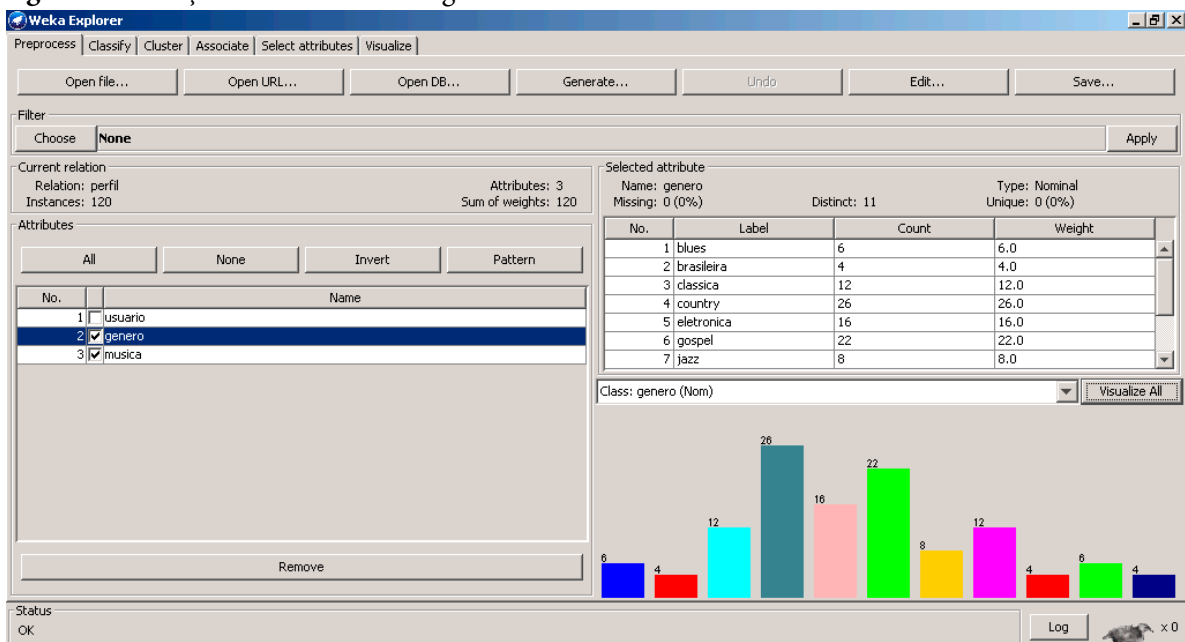 Weka Explorer
Preprocess Classify Cluster Associate Select attributes Visualize
Open file... Open URL... Open DB... Generate... Undo Edit... Save...
Filter
Choose None Apply
Current relation
Relation: perfil Attributes: 3
Instances: 120 Sum of weights: 120
Attributes
All None Invert Pattern
No. Name
1 usuario
2 genero
3 musica
Remove
Selected attribute
Name: genero Type: Nominal
Missing: 0 (0%) Distinct: 11 Unique: 0 (0%)
No. Label Count Weight
1 blues 6 6.0
2 brasileira 4 4.0
3 classica 12 12.0
4 country 26 26.0
5 eletronica 16 16.0
6 gospel 22 22.0
7 jazz 8 8.0
Class: genero (Nom) Visualize All
6 4 12 26 16 22 8 12 4 6 4
Status
OK Log x 0